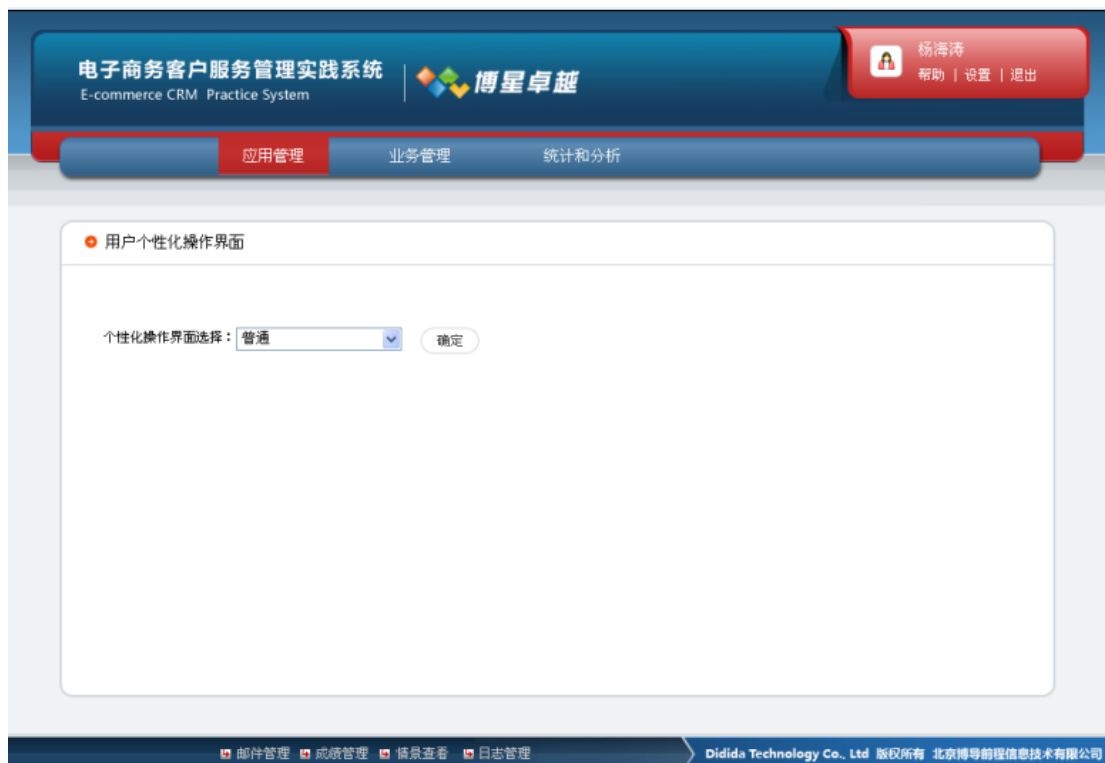 电子商务客户服务管理实践系统
E-commerce CRM Practice System
博星卓越
杨海涛
帮助 | 设置 | 退出
应用管理 业务管理 统计和分析
用户个性化操作界面
个性化操作界面选择： 普通 确定
邮件管理 成绩管理 情景查看 日志管理
Didida Technology Co., Ltd 版权所有 北京博导前程信息技术有限公司